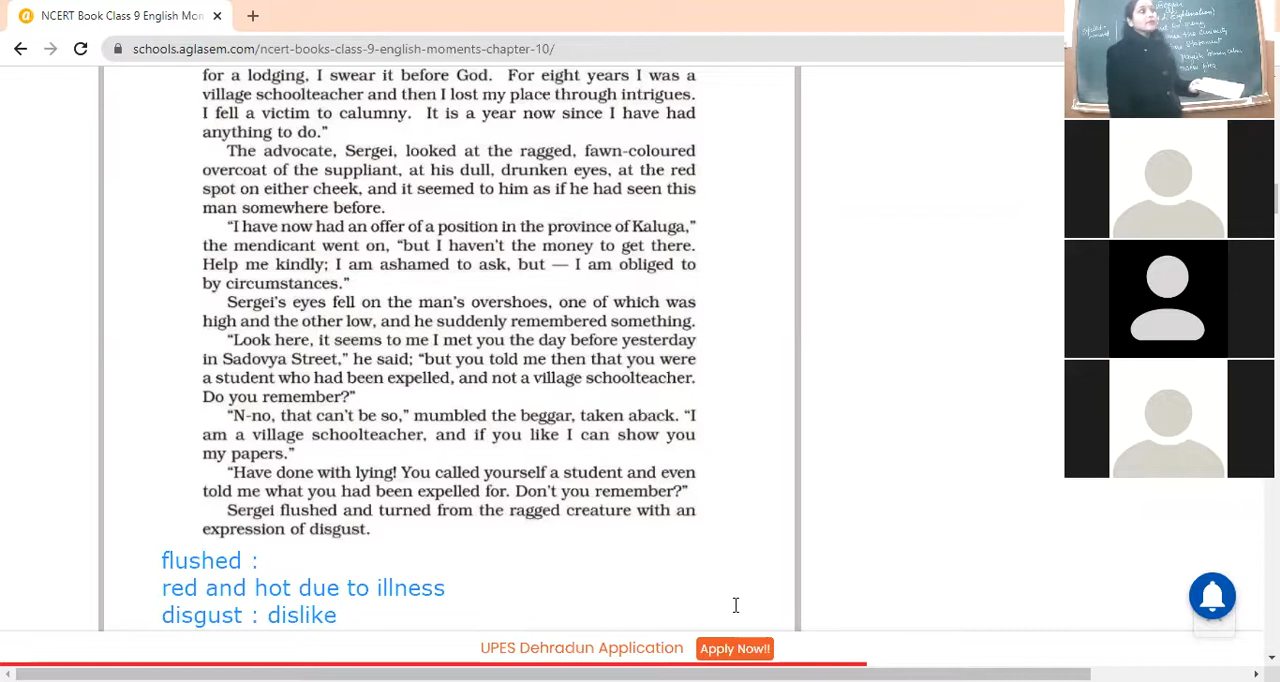 NCERT Book Class 9 English Mon
schools.aglasem.com/ncert-books-class-9-english-moments-chapter-10/
for a lodging, I swear it before God. For eight years I was a
village schoolteacher and then I lost my place through intrigues.
I fell a victim to calumny. It is a year now since I have had
anything to do.”
The advocate, Sergei, looked at the ragged, fawn-coloured
overcoat of the suppliant, at his dull, drunken eyes, at the red
spot on either cheek, and it seemed to him as if he had seen this
man somewhere before.
“I have now had an offer of a position in the province of Kaluga,”
the mendicant went on, “but I haven’t the money to get there.
Help me kindly; I am ashamed to ask, but — I am obliged to
by circumstances.”
Sergei’s eyes fell on the man’s overshoes, one of which was
high and the other low, and he suddenly remembered something.
“Look here, it seems to me I met you the day before yesterday
in Sadovya Street,” he said; “but you told me then that you were
a student who had been expelled, and not a village schoolteacher.
Do you remember?”
“N-no, that can’t be so,” mumbled the beggar, taken aback. “I
am a village schoolteacher, and if you like I can show you
my papers.”
“Have done with lying! You called yourself a student and even
told me what you had been expelled for. Don’t you remember?”
Sergei flushed and turned from the ragged creature with an
expression of disgust.
flushed :
red and hot due to illness
disgust : dislike
UPES Dehradun Application Apply Now!!